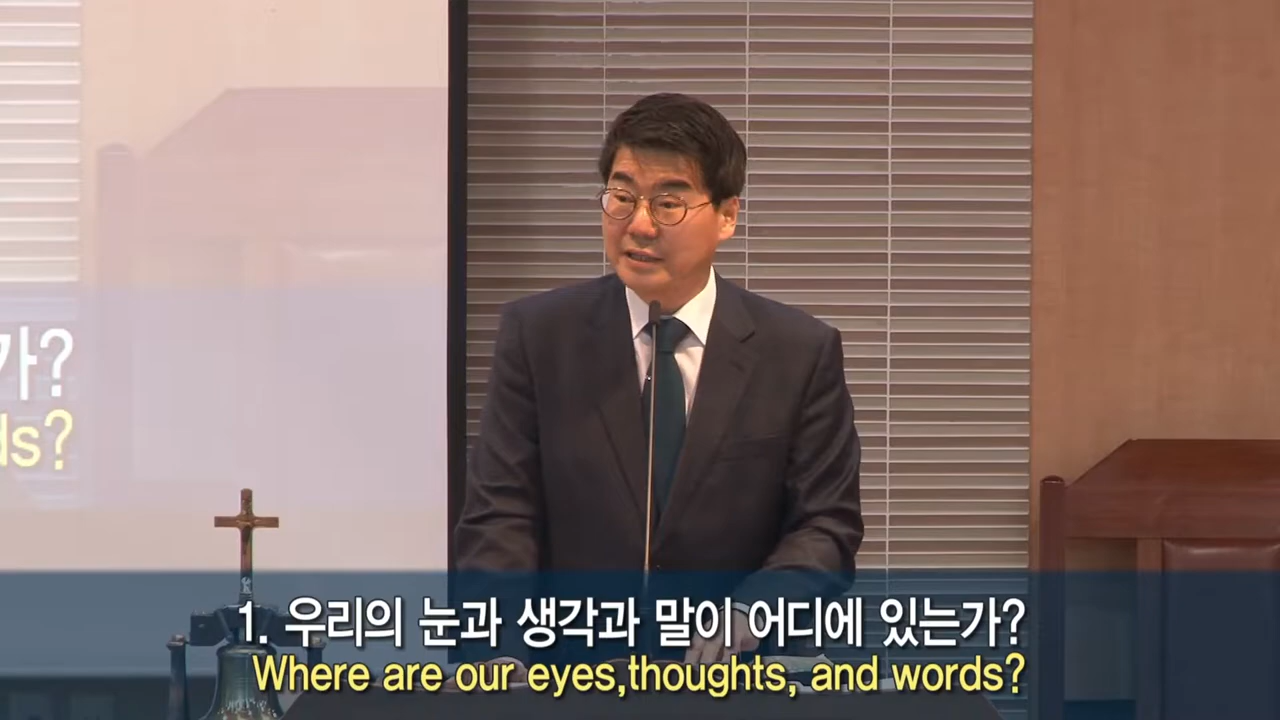 가?
ds?
1. 우리의 눈과 생각과 말이 어디에 있는가?
Where are our eyes,thoughts, and words?